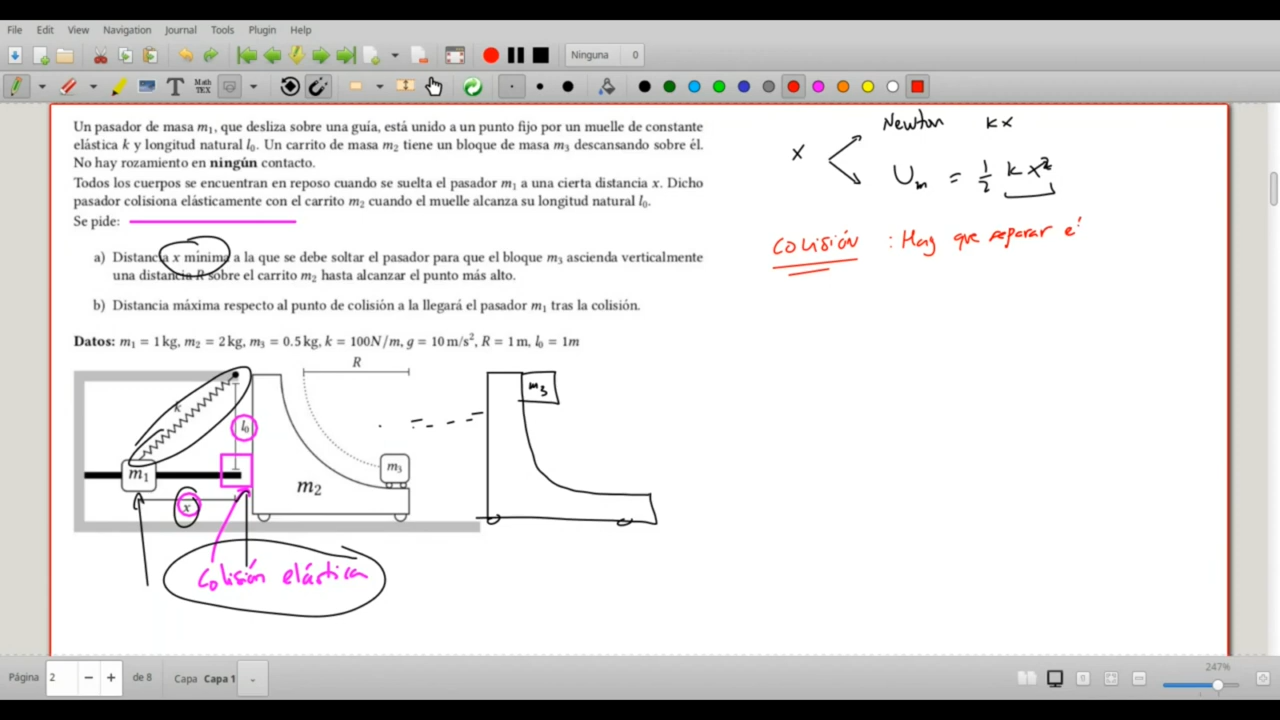 File Edit View Navigation Journal Tools Plugin Help
Ninguna 0
T Math TEX
Un pasador de masa m₁, que desliza sobre una guía, está unido a un punto fijo por un muelle de constante
elástica k y longitud natural l₀. Un carrito de masa m₂ tiene un bloque de masa m₃ descansando sobre él.
No hay rozamiento en ningún contacto.
Todos los cuerpos se encuentran en reposo cuando se suelta el pasador m₁ a una cierta distancia x. Dicho
pasador colisiona elásticamente con el carrito m₂ cuando el muelle alcanza su longitud natural l₀.
Se pide:
a) Distancia x mínima a la que se debe soltar el pasador para que el bloque m₃ ascienda verticalmente
una distancia R sobre el carrito m₂ hasta alcanzar el punto más alto.
b) Distancia máxima respecto al punto de colisión a la llegará el pasador m₁ tras la colisión.
Datos: m₁ = 1 kg, m₂ = 2 kg, m₃ = 0.5 kg, k = 100N/m, g = 10 m/s², R = 1 m, l₀ = 1m
x
Newton kx
Uₘ = 1/2 k x²
COLISIÓN : Hay que separar e
R
k
l₀
m₁
m₂
m₃
x
m₃
Colisión elástica
Página 2 de 8 Capa Capa 1
247%